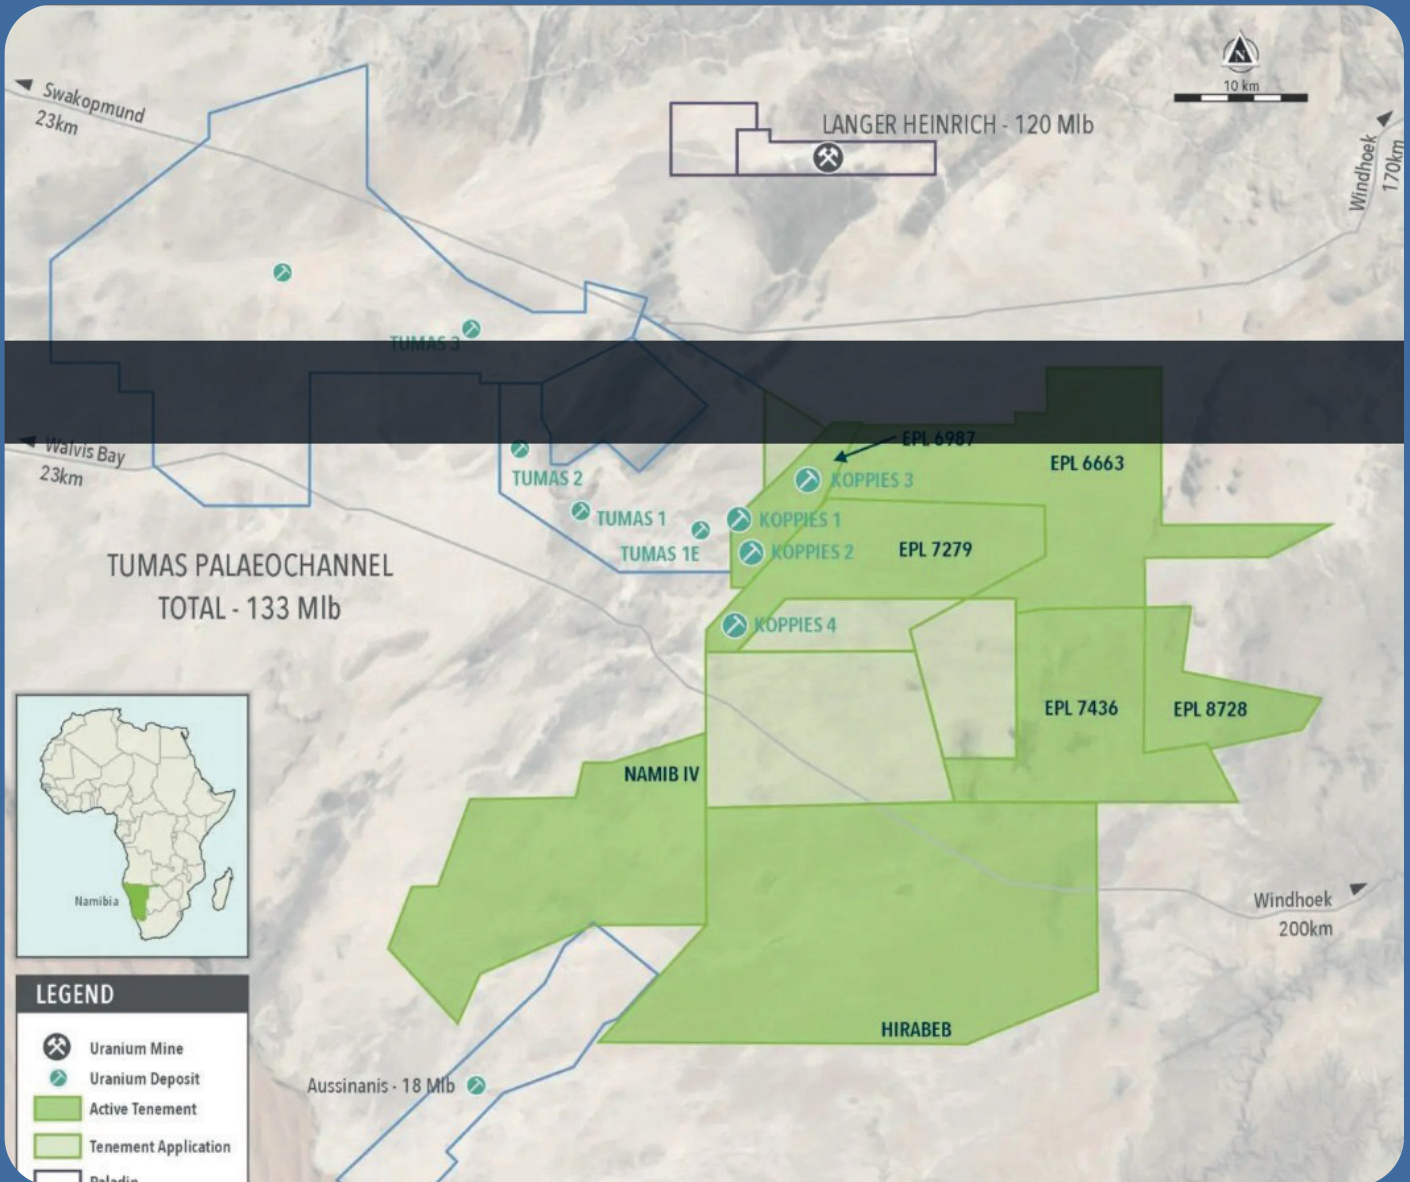 Swakopmund
23km
LANGER HEINRICH - 120 Mlb
N
10 km
Windhoek
170km
TUMAS 3
Walvis Bay
23km
EPL 6987
EPL 6663
TUMAS 2
KOPPIES 3
TUMAS 1
KOPPIES 1
TUMAS 1E
KOPPIES 2
EPL 7279
TUMAS PALAEOCHANNEL
TOTAL - 133 Mlb
KOPPIES 4
EPL 7436
EPL 8728
NAMIB IV
Namibia
Windhoek
200km
HIRABEB
Aussinanis - 18 Mlb
LEGEND
Uranium Mine
Uranium Deposit
Active Tenement
Tenement Application
Paladin